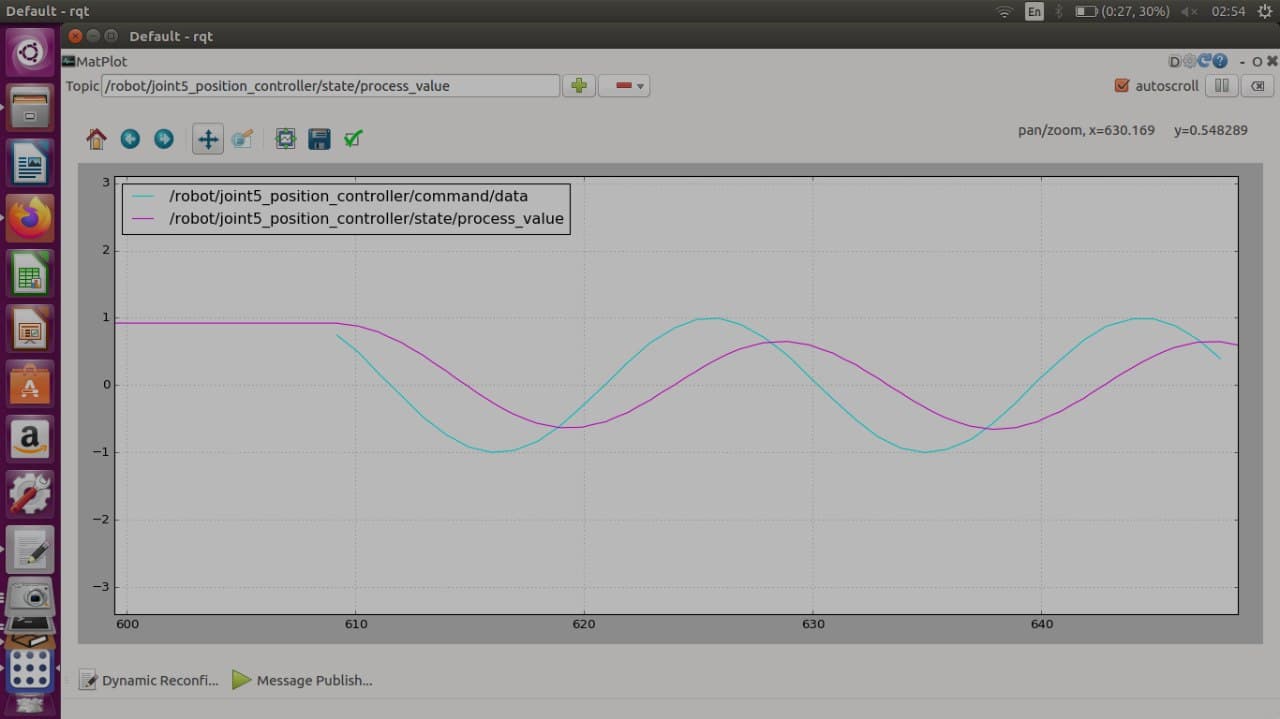 Default - rqt
En
(0:27, 30%)
02:54
Default - rqt
MatPlot
D
- O
Topic
/robot/joint5_position_controller/state/process_value
autoscroll
pan/zoom, x=630.169 y=0.548289
/robot/joint5_position_controller/command/data
/robot/joint5_position_controller/state/process_value
3
2
1
0
−1
−2
−3
600 610 620 630 640
Dynamic Reconfi... Message Publish...
a